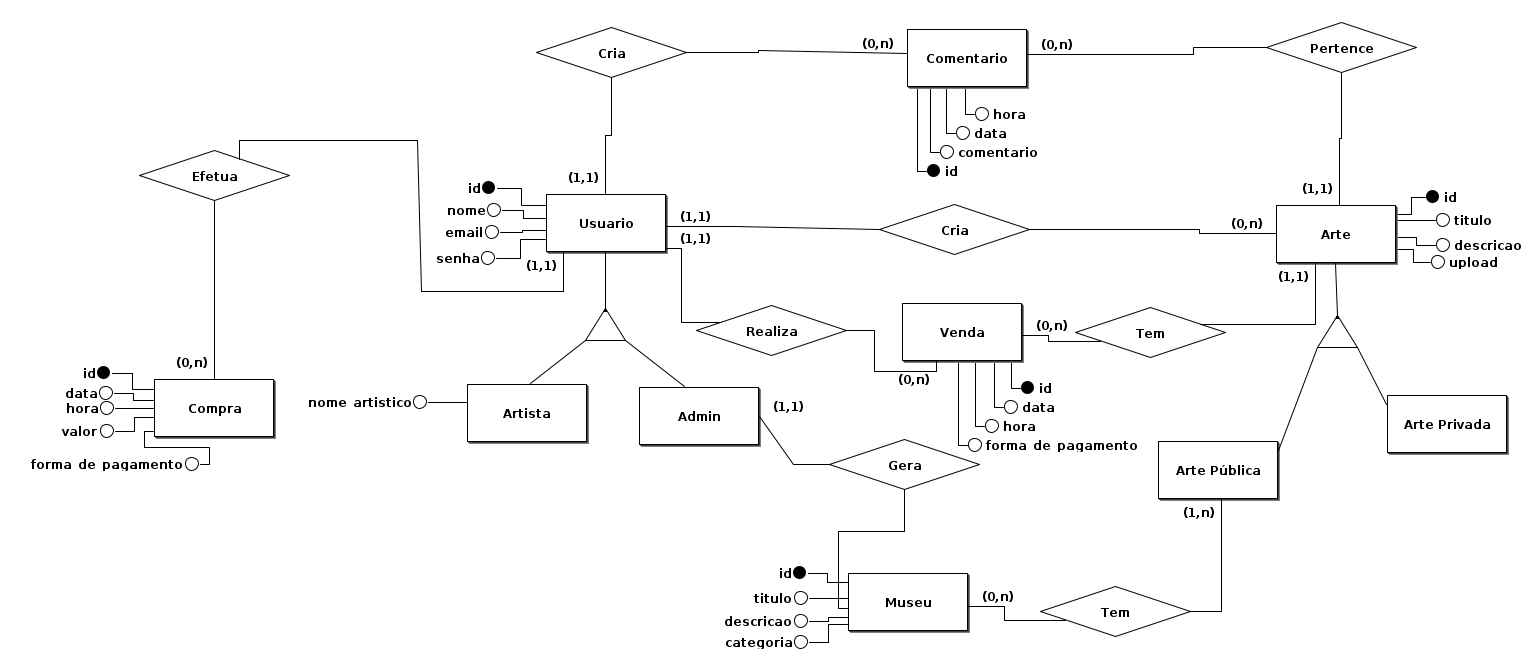 Cria
(0,n)
Comentario
(0,n)
Pertence
hora
data
comentario
id
Efetua
(1,1)
id
nome
email
senha
Usuario
(1,1)
(1,1)
(1,1)
Cria
(0,n)
(1,1)
Arte
id
titulo
descricao
upload
(1,1)
Realiza
Venda
(0,n)
Tem
(0,n)
id
data
hora
forma de pagamento
(0,n)
id
data
hora
valor
forma de pagamento
Compra
nome artistico
Artista
Admin
(1,1)
Gera
Arte Privada
Arte Pública
(1,n)
id
titulo
descricao
categoria
Museu
(0,n)
Tem